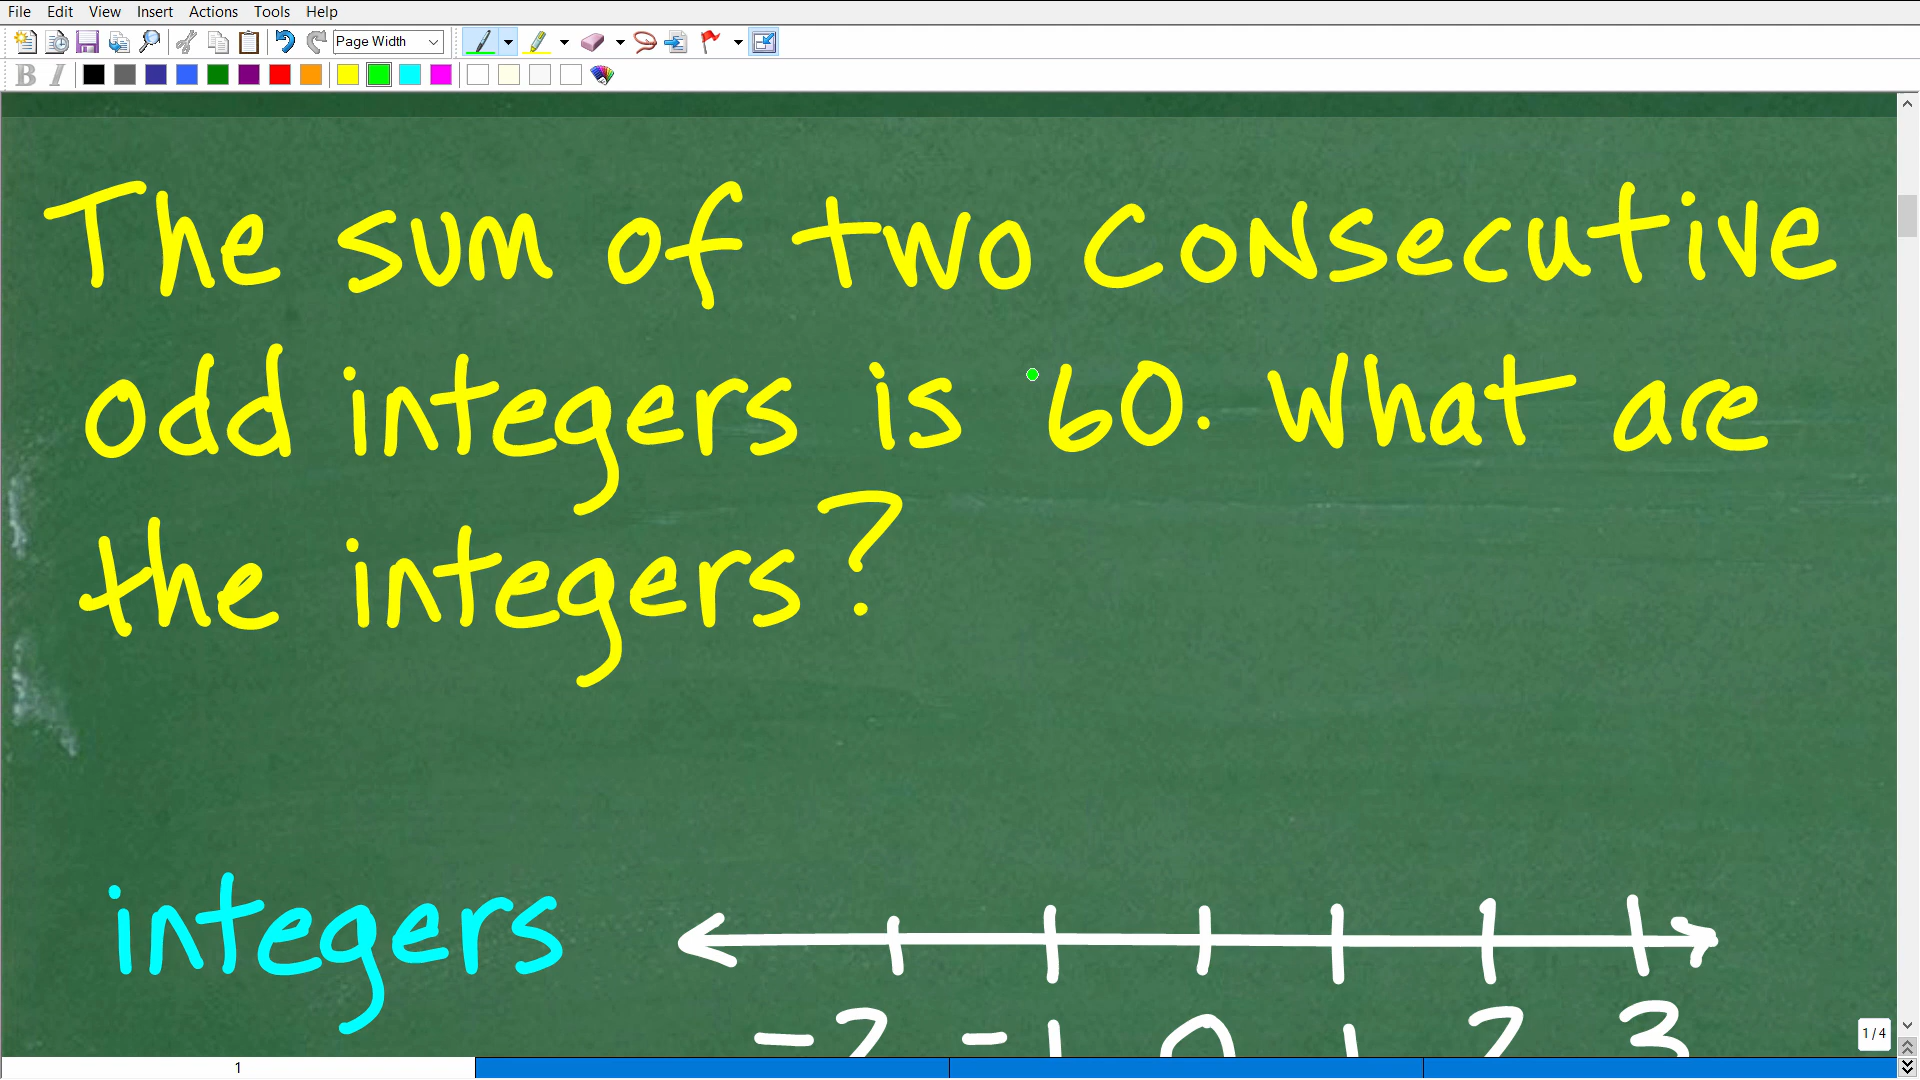 File Edit View Insert Actions Tools Help
Page Width
B I
The sum of two consecutive
odd integers is 60. What are
the integers?
integers
-2 -1 0 1 2 3
1 / 4
1